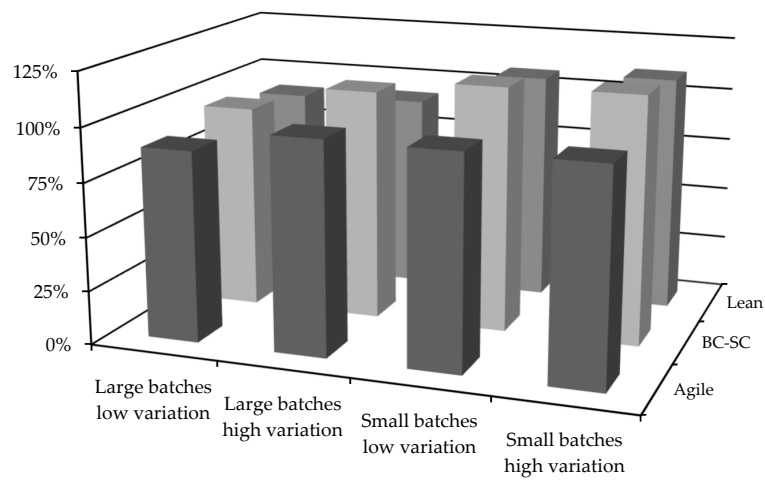 125%
100%
75%
50%
25%
0%
Large batches
low variation
Large batches
high variation
Small batches
low variation
Small batches
high variation
Lean
BC-SC
Agile